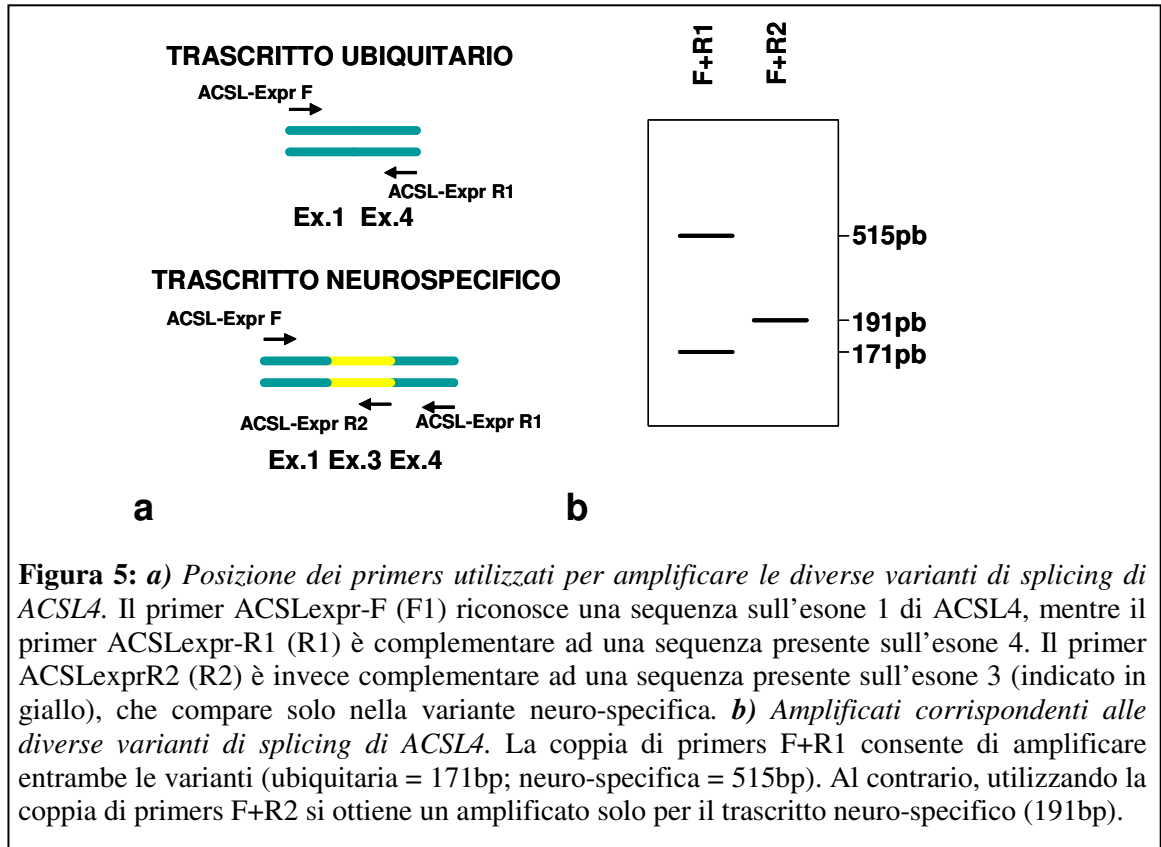 TRASCRITTO UBIQUITARIO
ACSL-Expr F
ACSL-Expr R1
Ex.1 Ex.4
TRASCRITTO NEUROSPECIFICO
ACSL-Expr F
ACSL-Expr R2
ACSL-Expr R1
Ex.1 Ex.3 Ex.4
a
F+R1
F+R2
515pb
191pb
171pb
b
Figura 5: a) Posizione dei primers utilizzati per amplificare le diverse varianti di splicing di
ACSL4. Il primer ACSLexpr-F (F1) riconosce una sequenza sull'esone 1 di ACSL4, mentre il
primer ACSLexpr-R1 (R1) è complementare ad una sequenza presente sull'esone 4. Il primer
ACSLexprR2 (R2) è invece complementare ad una sequenza presente sull'esone 3 (indicato in
giallo), che compare solo nella variante neuro-specifica. b) Amplificati corrispondenti alle
diverse varianti di splicing di ACSL4. La coppia di primers F+R1 consente di amplificare
entrambe le varianti (ubiquitaria = 171bp; neuro-specifica = 515bp). Al contrario, utilizzando la
coppia di primers F+R2 si ottiene un amplificato solo per il trascritto neuro-specifico (191bp).